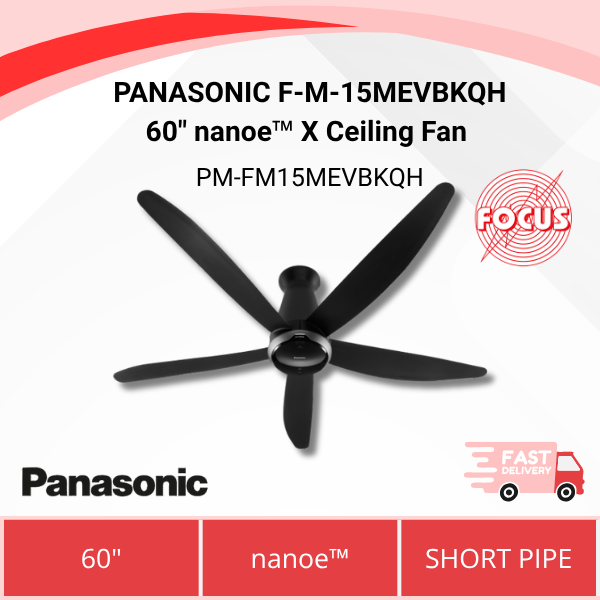 PANASONIC F-M-15MEVBKQH
60" nanoe™ X Ceiling Fan
PM-FM15MEVBKQH
FOCUS
Panasonic
FAST
DELIVERY
60"
nanoe™
SHORT PIPE